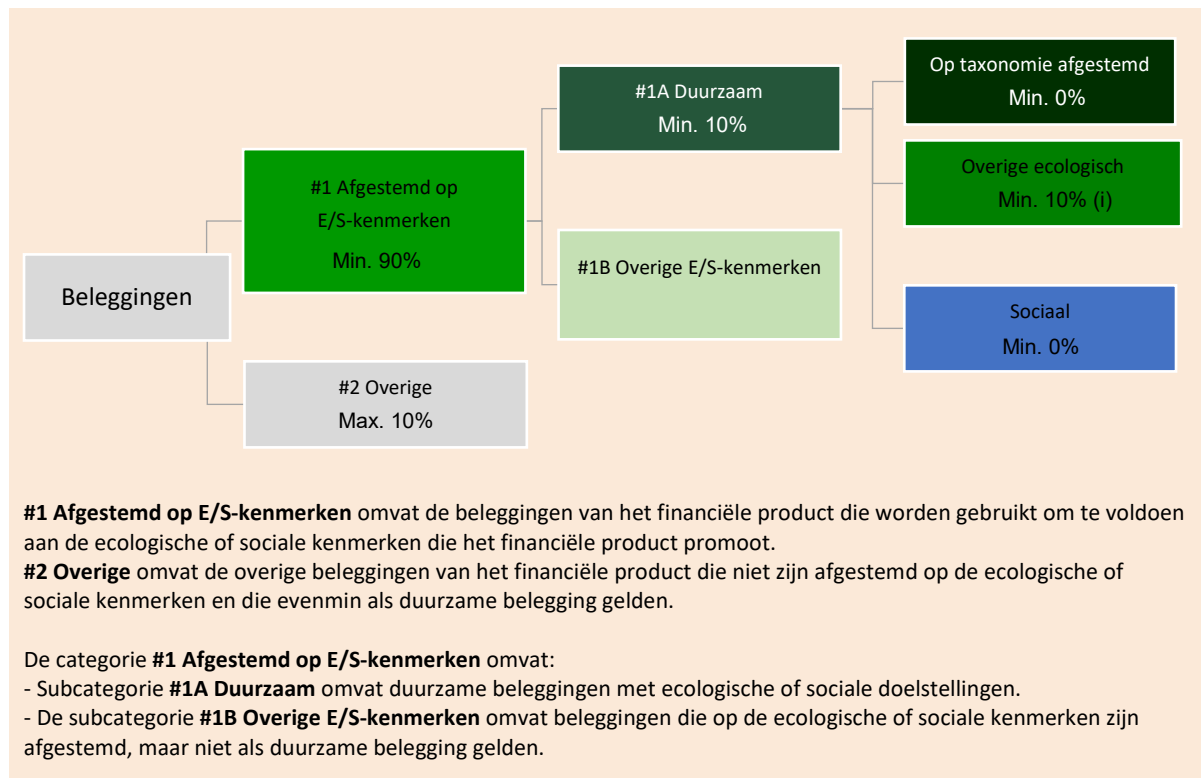 Beleggingen
#1 Afgestemd op
E/S-kenmerken
Min. 90%
#2 Overige
Max. 10%
#1A Duurzaam
Min. 10%
#1B Overige E/S-kenmerken
Op taxonomie afgestemd
Min. 0%
Overige ecologisch
Min. 10% (i)
Sociaal
Min. 0%
#1 Afgestemd op E/S-kenmerken omvat de beleggingen van het financiële product die worden gebruikt om te voldoen
aan de ecologische of sociale kenmerken die het financiële product promoot.
#2 Overige omvat de overige beleggingen van het financiële product die niet zijn afgestemd op de ecologische of
sociale kenmerken en die evenmin als duurzame belegging gelden.
De categorie #1 Afgestemd op E/S-kenmerken omvat:
- Subcategorie #1A Duurzaam omvat duurzame beleggingen met ecologische of sociale doelstellingen.
- De subcategorie #1B Overige E/S-kenmerken omvat beleggingen die op de ecologische of sociale kenmerken zijn
afgestemd, maar niet als duurzame belegging gelden.